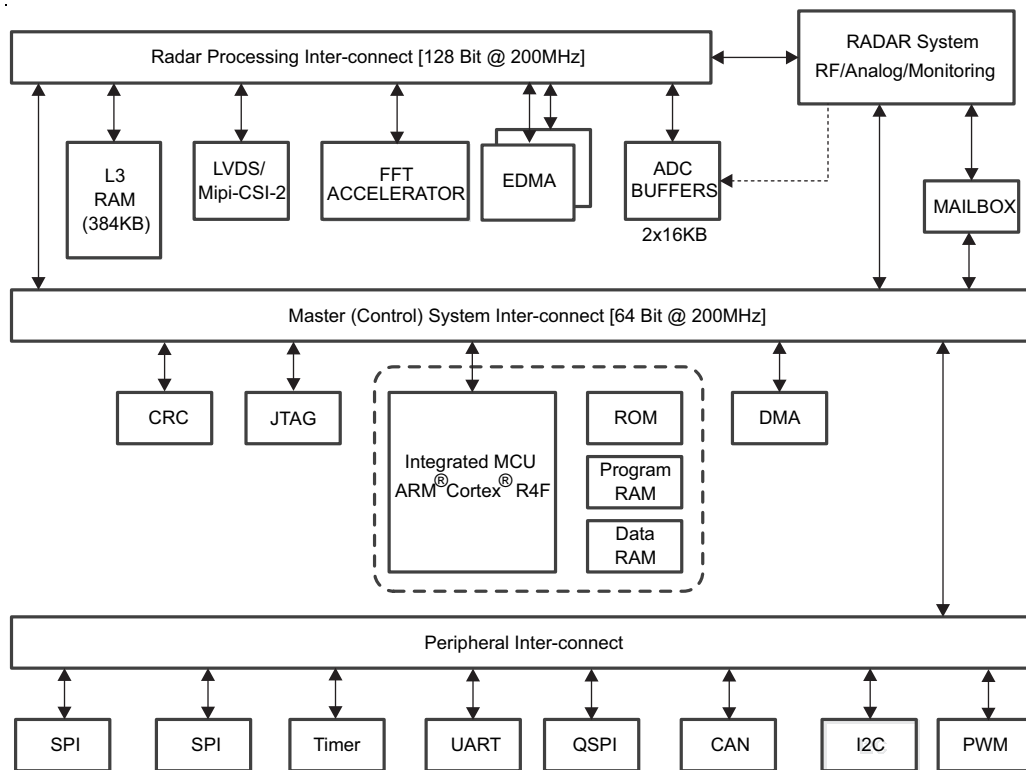 Radar Processing Inter-connect [128 Bit @ 200MHz]
RADAR System
RF/Analog/Monitoring
L3
RAM
(384KB)
LVDS/
Mipi-CSI-2
FFT
ACCELERATOR
EDMA
ADC
BUFFERS
2x16KB
MAILBOX
Master (Control) System Inter-connect [64 Bit @ 200MHz]
CRC
JTAG
Integrated MCU
ARM® Cortex® R4F
ROM
Program
RAM
Data
RAM
DMA
Peripheral Inter-connect
SPI
SPI
Timer
UART
QSPI
CAN
I2C
PWM